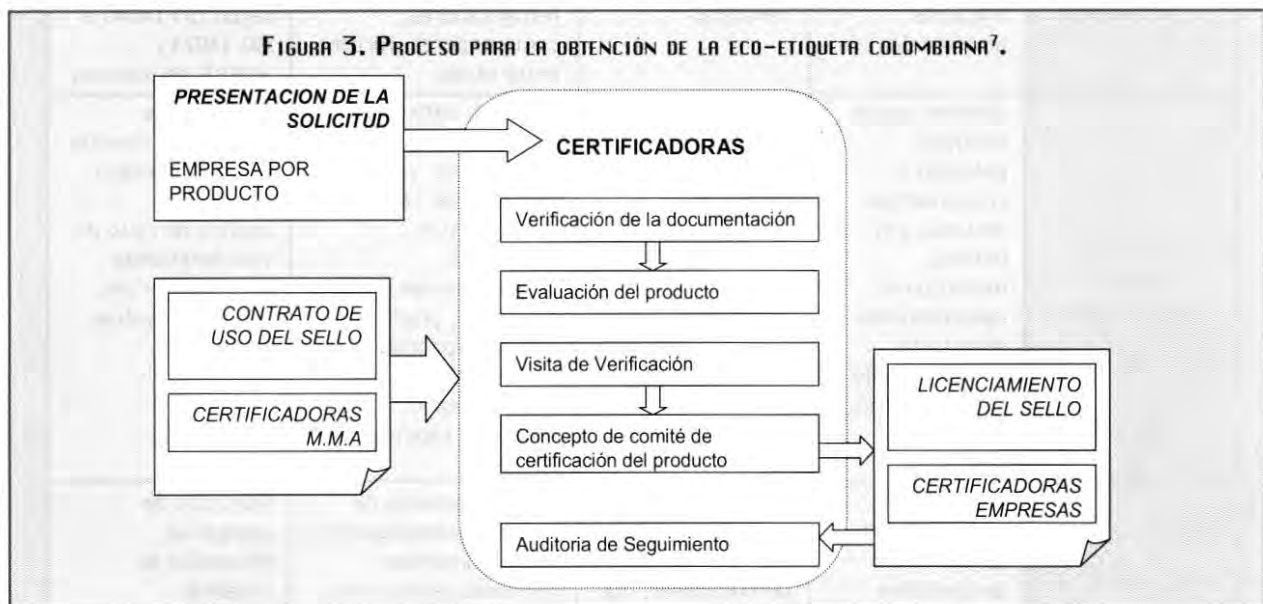 FIGURA 3. PROCESO PARA LA OBTENCIÓN DE LA ECO-ETIQUETA COLOMBIANA⁷.
PRESENTACION DE LA
SOLICITUD
EMPRESA POR
PRODUCTO
CERTIFICADORAS
Verificación de la documentación
Evaluación del producto
CONTRATO DE
USO DEL SELLO
CERTIFICADORAS
M.M.A
Visita de Verificación
Concepto de comité de
certificación del producto
LICENCIAMIENTO
DEL SELLO
CERTIFICADORAS
EMPRESAS
Auditoria de Seguimiento